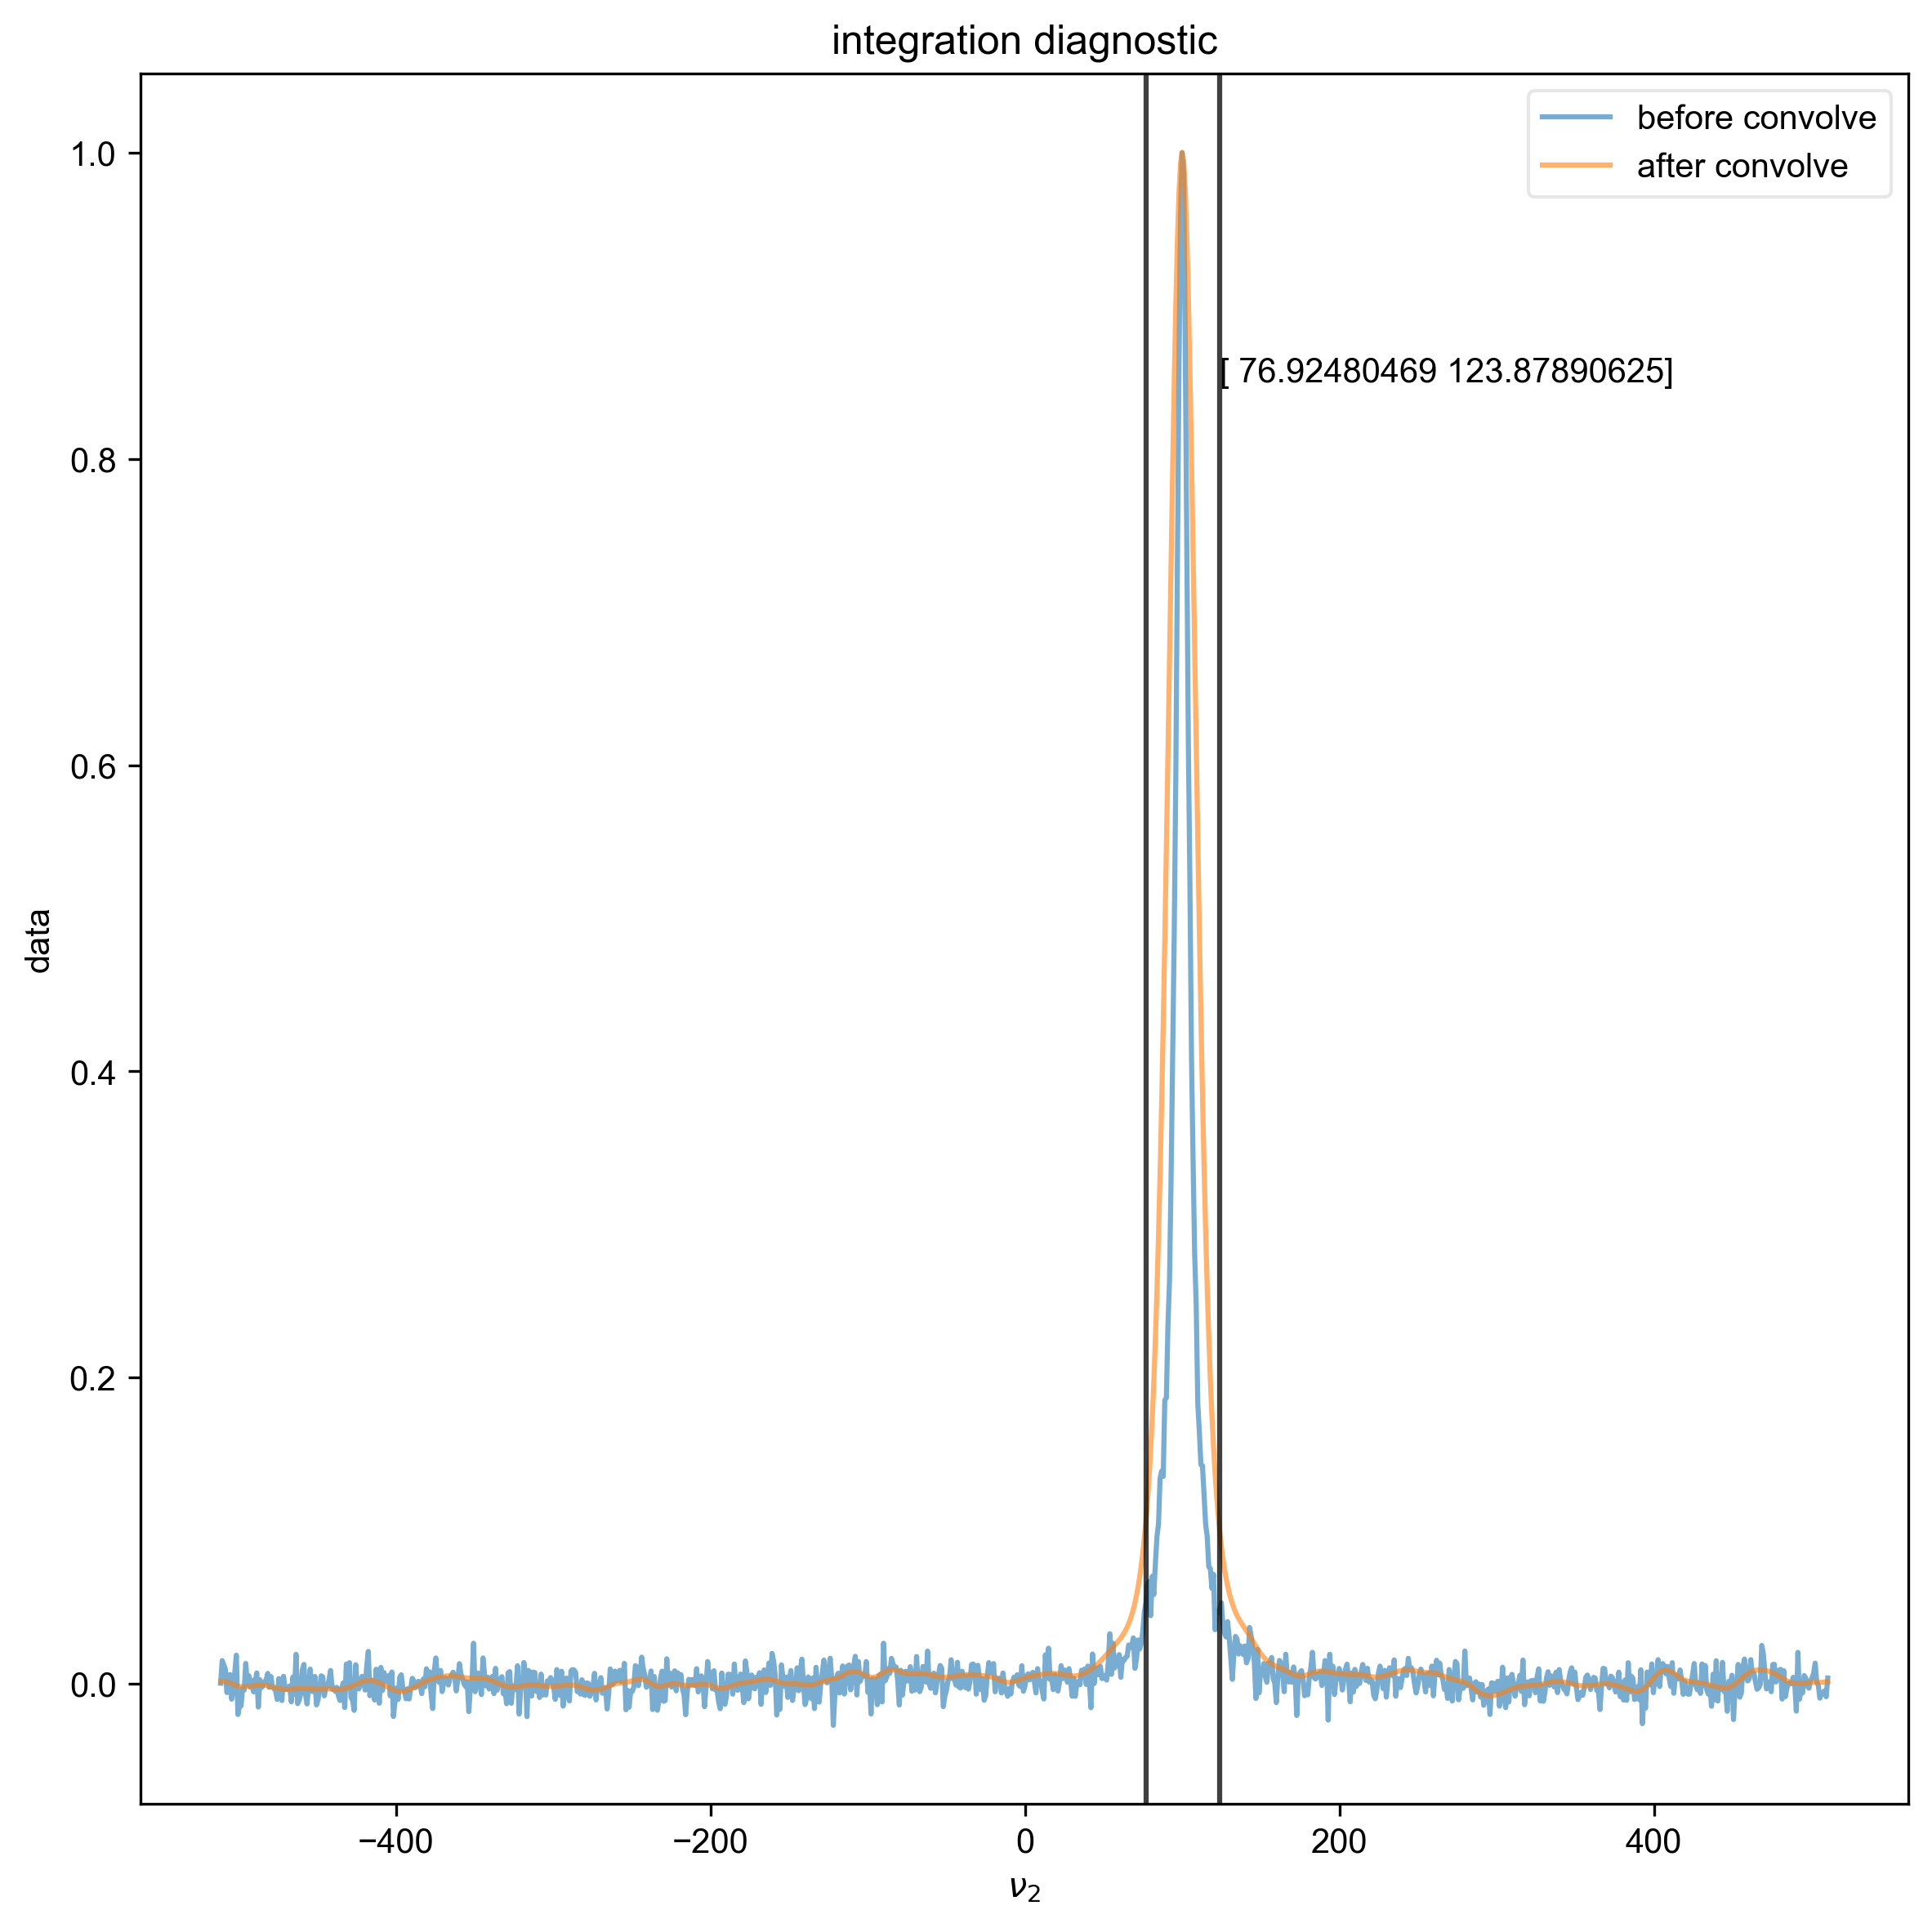 integration diagnostic
before convolve
after convolve
[ 76.92480469 123.87890625]
data
1.0
0.8
0.6
0.4
0.2
0.0
−400 −200 0 200 400
ν₂